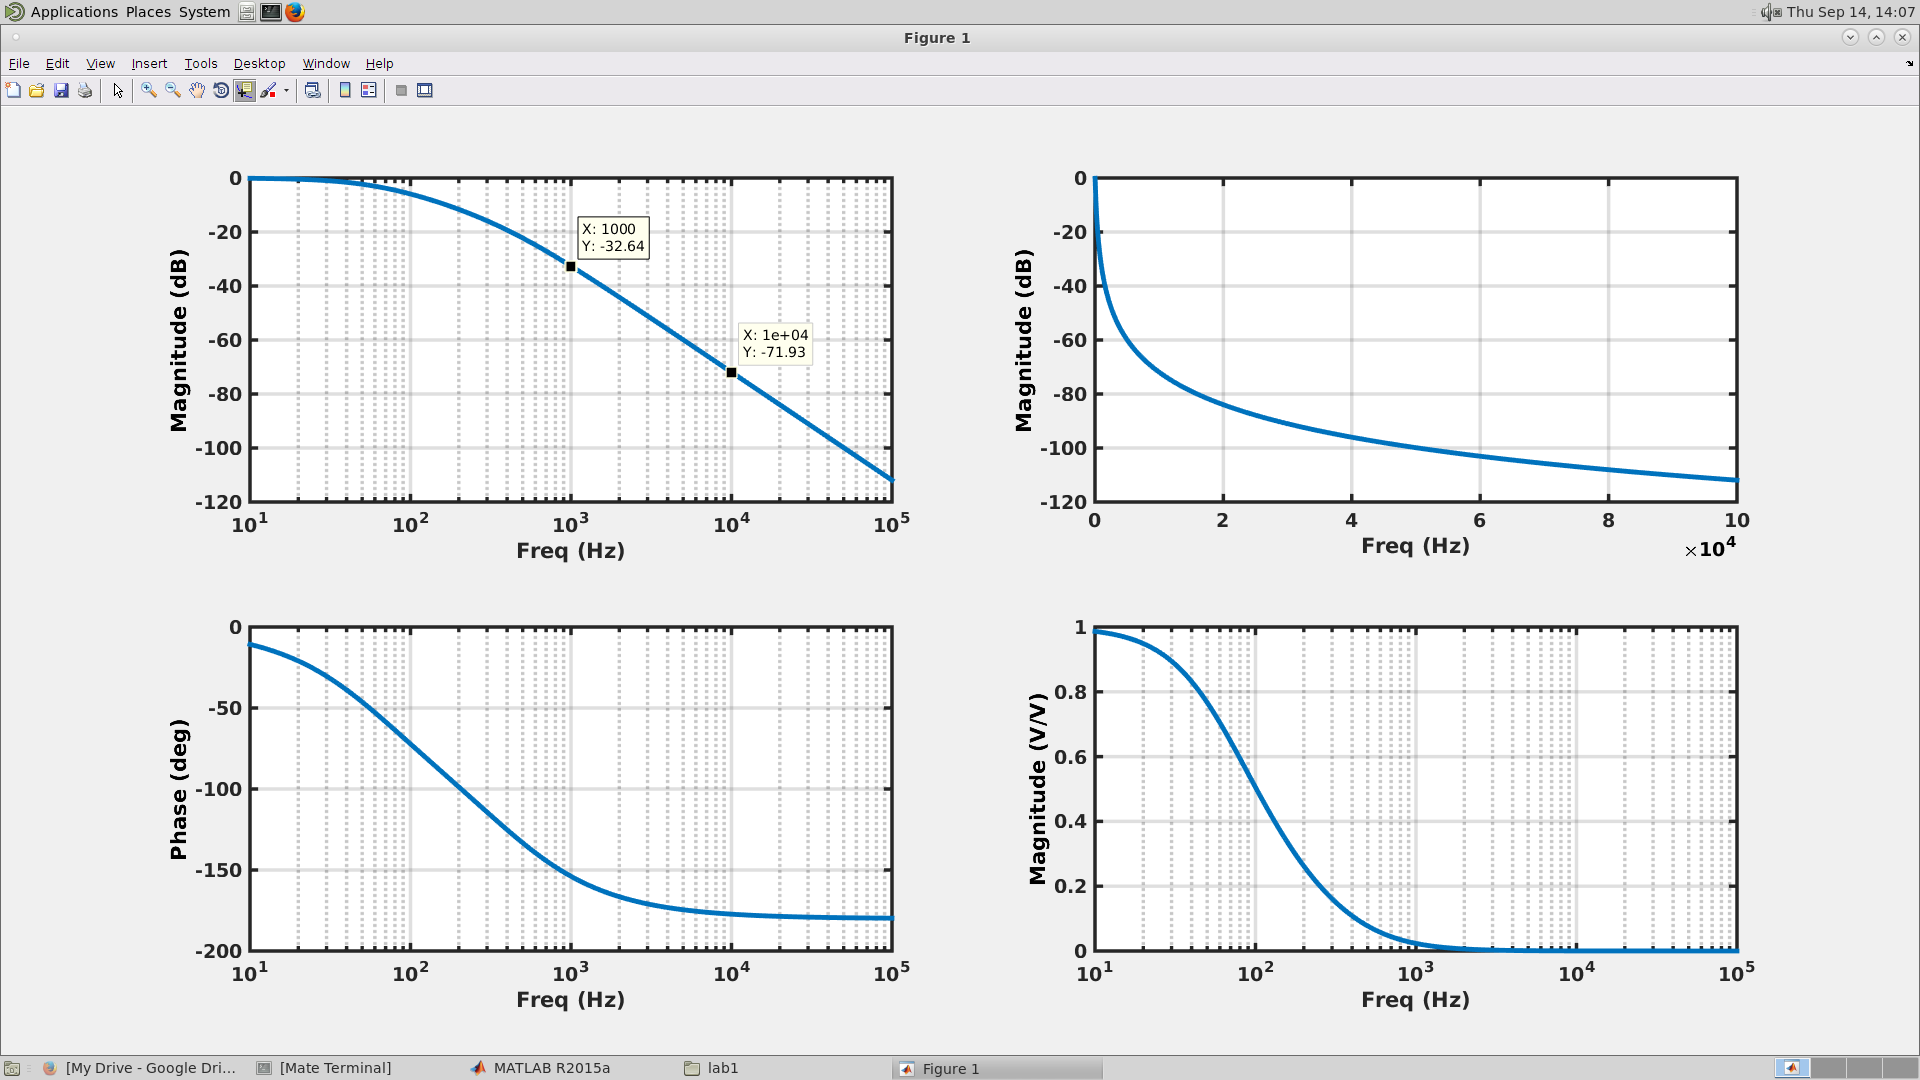 Applications Places System
Thu Sep 14, 14:07
Figure 1
File Edit View Insert Tools Desktop Window Help
0
-20
-40
-60
-80
-100
-120
Magnitude (dB)
X: 1000
Y: -32.64
X: 1e+04
Y: -71.93
10^1 10^2 10^3 10^4 10^5
Freq (Hz)
0
-20
-40
-60
-80
-100
-120
Magnitude (dB)
0 2 4 6 8 10
Freq (Hz)
×10^4
0
-50
-100
-150
-200
Phase (deg)
10^1 10^2 10^3 10^4 10^5
Freq (Hz)
1
0.8
0.6
0.4
0.2
0
Magnitude (V/V)
10^1 10^2 10^3 10^4 10^5
Freq (Hz)
[My Drive - Google Dri... [Mate Terminal] MATLAB R2015a lab1 Figure 1